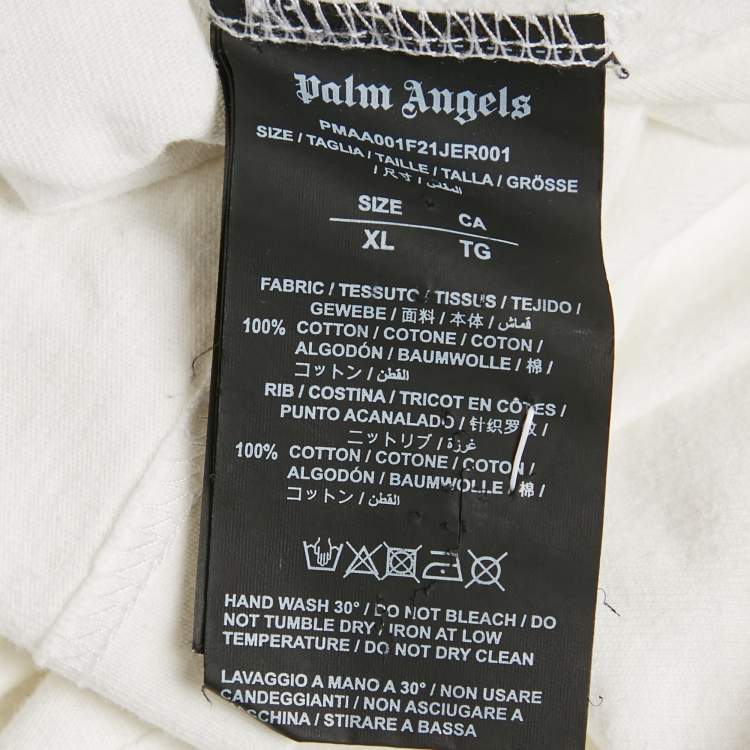 Palm Angels
PMAA001F21JER001
SIZE / TAGLIA / TAILLE / TALLA / GRÖSSE
/ 尺寸 / المقاس
SIZE CA
XL TG
FABRIC / TESSUTO / TISSUS / TEJIDO /
GEWEBE / 面料 / 本体 / قماش
100% COTTON / COTONE / COTON /
ALGODÓN / BAUMWOLLE / 棉 /
コットン / القطن
RIB / COSTINA / TRICOT EN CÔTES /
PUNTO ACANALADO / 针织罗纹 /
ニットリブ / غرزة
100% COTTON / COTONE / COTON /
ALGODÓN / BAUMWOLLE / 棉 /
コットン / القطن
HAND WASH 30° / DO NOT BLEACH / DO
NOT TUMBLE DRY / IRON AT LOW
TEMPERATURE / DO NOT DRY CLEAN
LAVAGGIO A MANO A 30° / NON USARE
CANDEGGIANTI / NON ASCIUGARE A
/ STIRARE A BASSA